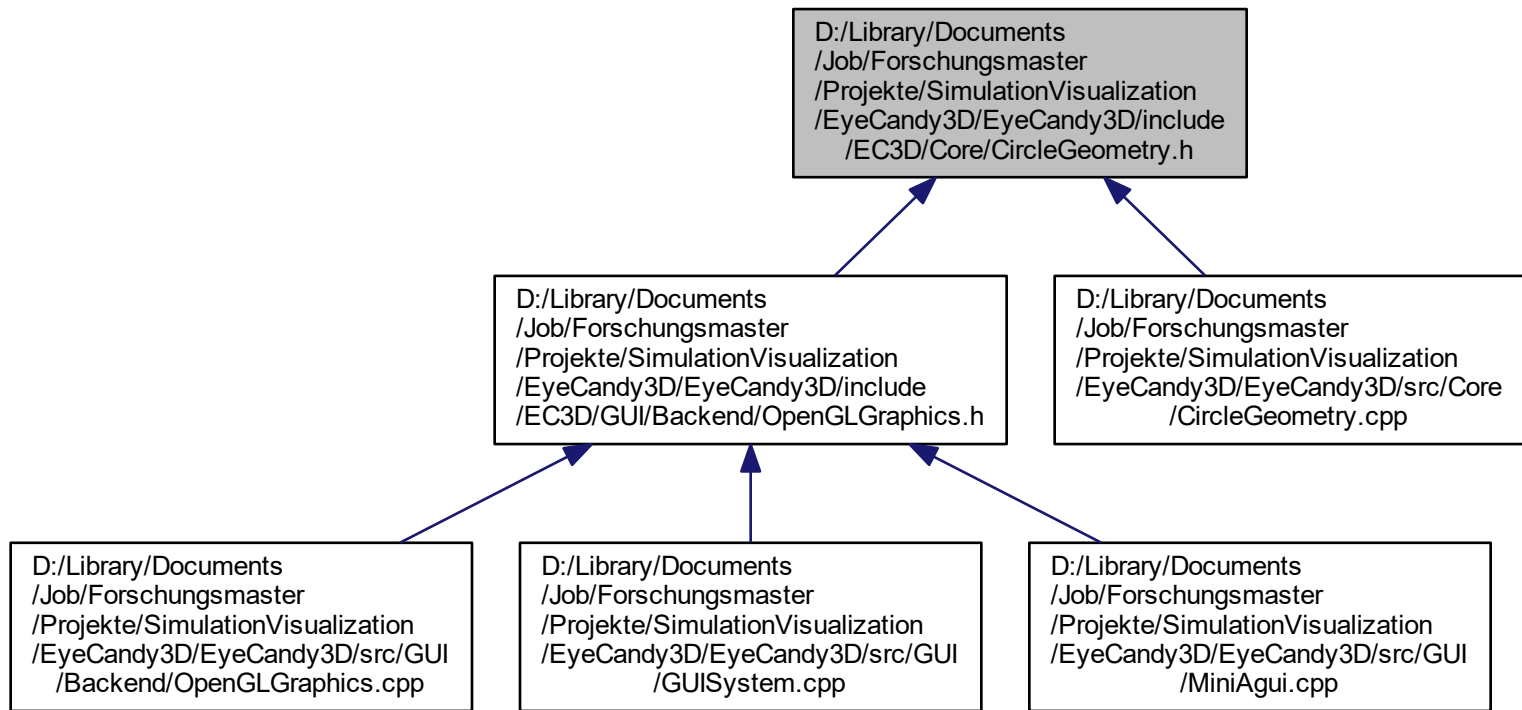 D:/Library/Documents
/Job/Forschungsmaster
/Projekte/SimulationVisualization
/EyeCandy3D/EyeCandy3D/include
/EC3D/Core/CircleGeometry.h
D:/Library/Documents
/Job/Forschungsmaster
/Projekte/SimulationVisualization
/EyeCandy3D/EyeCandy3D/include
/EC3D/GUI/Backend/OpenGLGraphics.h
D:/Library/Documents
/Job/Forschungsmaster
/Projekte/SimulationVisualization
/EyeCandy3D/EyeCandy3D/src/Core
/CircleGeometry.cpp
D:/Library/Documents
/Job/Forschungsmaster
/Projekte/SimulationVisualization
/EyeCandy3D/EyeCandy3D/src/GUI
/Backend/OpenGLGraphics.cpp
D:/Library/Documents
/Job/Forschungsmaster
/Projekte/SimulationVisualization
/EyeCandy3D/EyeCandy3D/src/GUI
/GUISystem.cpp
D:/Library/Documents
/Job/Forschungsmaster
/Projekte/SimulationVisualization
/EyeCandy3D/EyeCandy3D/src/GUI
/MiniAgui.cpp